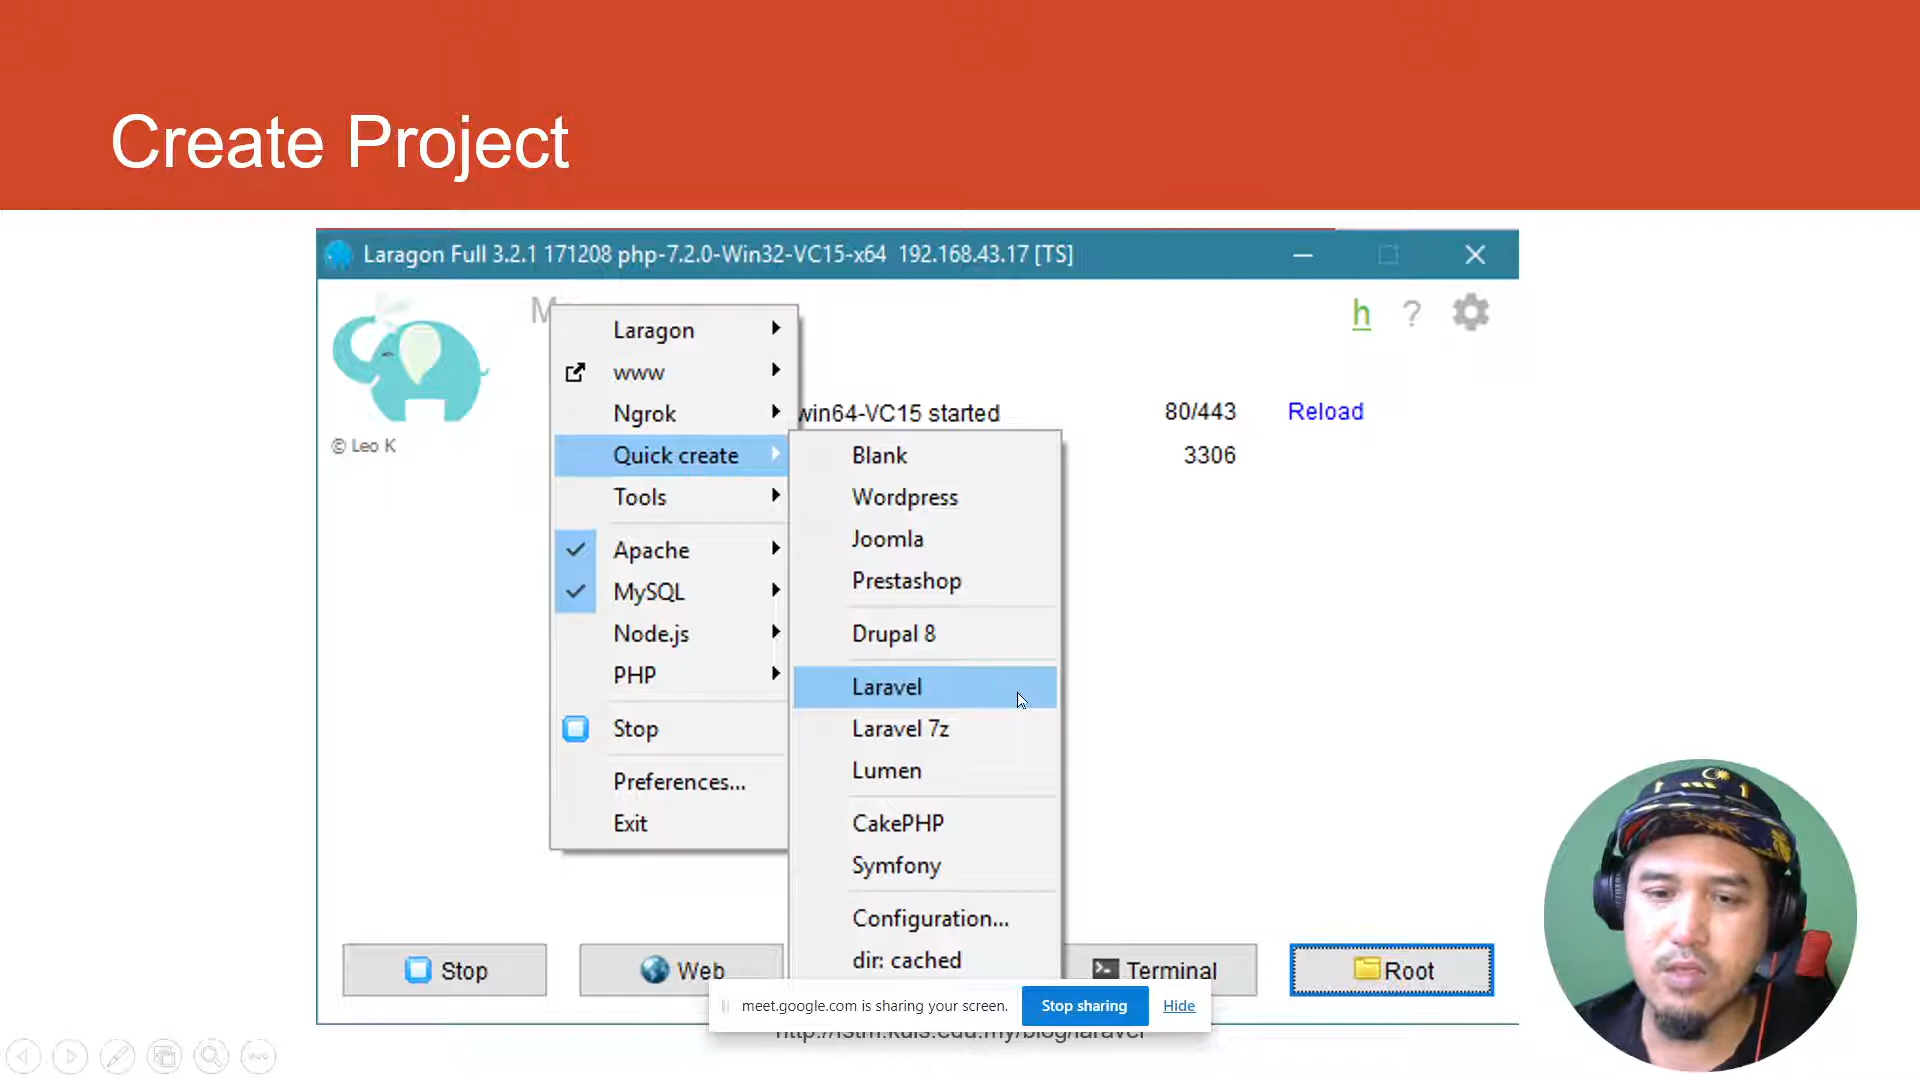 Create Project
Laragon Full 3.2.1 171208 php-7.2.0-Win32-VC15-x64 192.168.43.17 [TS]
M
h ?
Laragon
www
Ngrok
win64-VC15 started 80/443 Reload
© Leo K
Quick create
Blank
3306
Tools
Wordpress
Joomla
Apache
Prestashop
MySQL
Node.js
Drupal 8
PHP
Laravel
Stop
Laravel 7z
Lumen
Preferences...
Exit
CakePHP
Symfony
Configuration...
dir: cached
Stop
Web
Terminal
Root
meet.google.com is sharing your screen.
Stop sharing
Hide